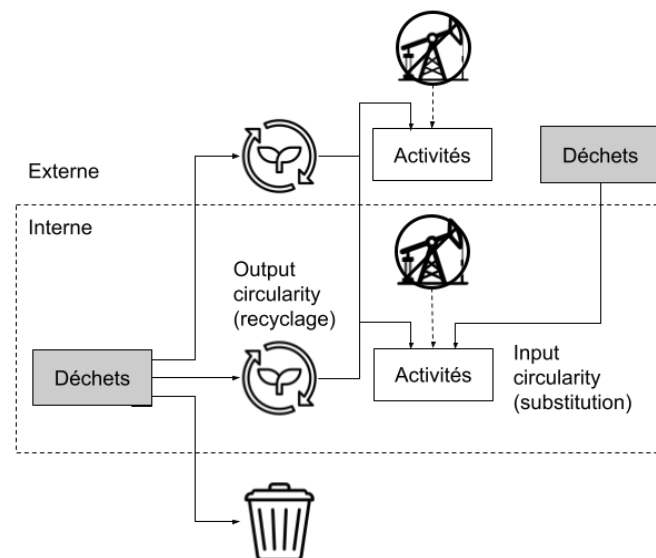 Activités
Déchets
Externe
Interne
Output
circularity
(recyclage)
Déchets
Activités
Input
circularity
(substitution)